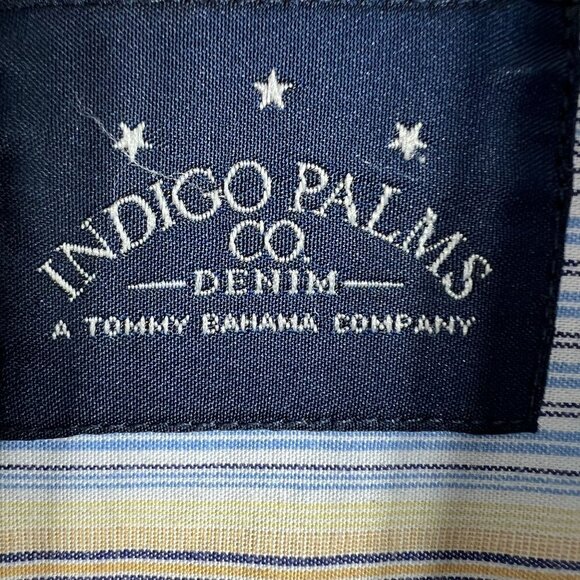 INDIGO PALMS
CO.
DENIM
A TOMMY BAHAMA COMPANY